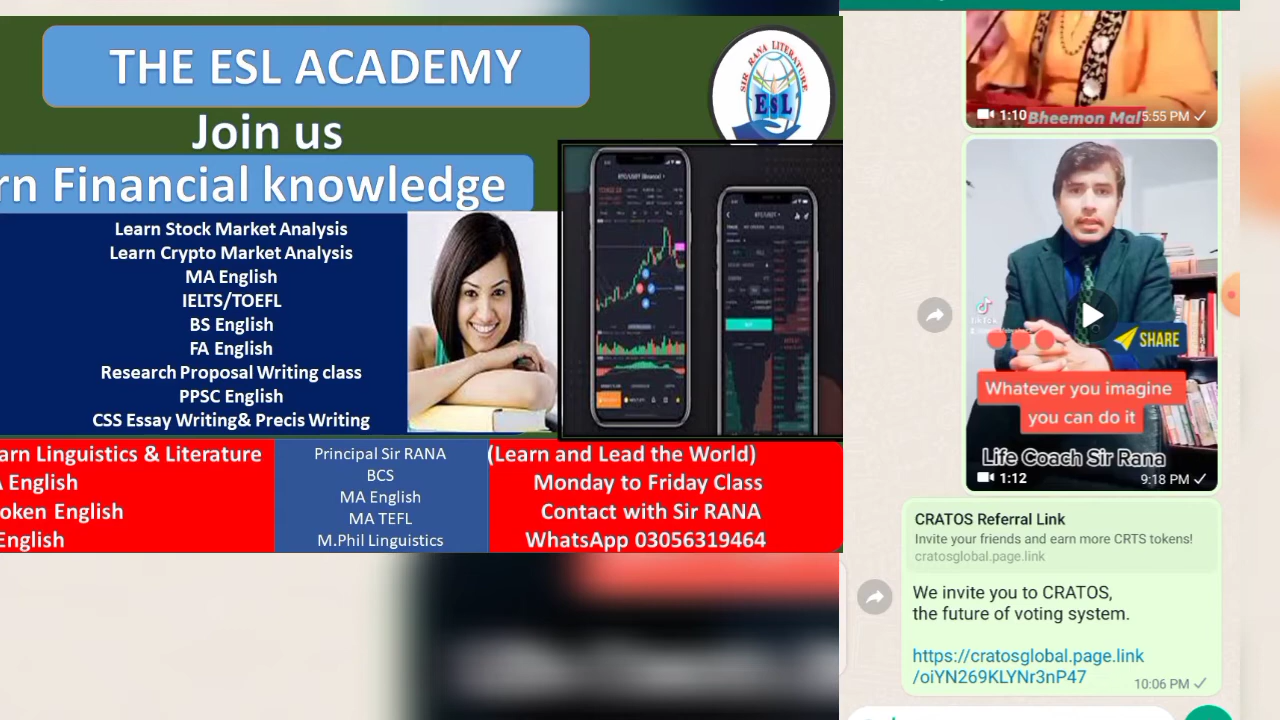 THE ESL ACADEMY
Join us
rn Financial knowledge
SIR RANA LITERATURE
ESL
Learn Stock Market Analysis
Learn Crypto Market Analysis
MA English
IELTS/TOEFL
BS English
FA English
Research Proposal Writing class
PPSC English
CSS Essay Writing& Precis Writing
arn Linguistics & Literature
A English
oken English
English
Principal Sir RANA
BCS
MA English
MA TEFL
M.Phil Linguistics
(Learn and Lead the World)
Monday to Friday Class
Contact with Sir RANA
WhatsApp 03056319464
1:10
Bheemon Mal
5:55 PM
TikTok
SHARE
Whatever you imagine
you can do it
Life Coach Sir Rana
1:12
9:18 PM
CRATOS Referral Link
Invite your friends and earn more CRTS tokens!
cratosglobal.page.link
We invite you to CRATOS,
the future of voting system.
https://cratosglobal.page.link
/oiYN269KLYNr3nP47
10:06 PM